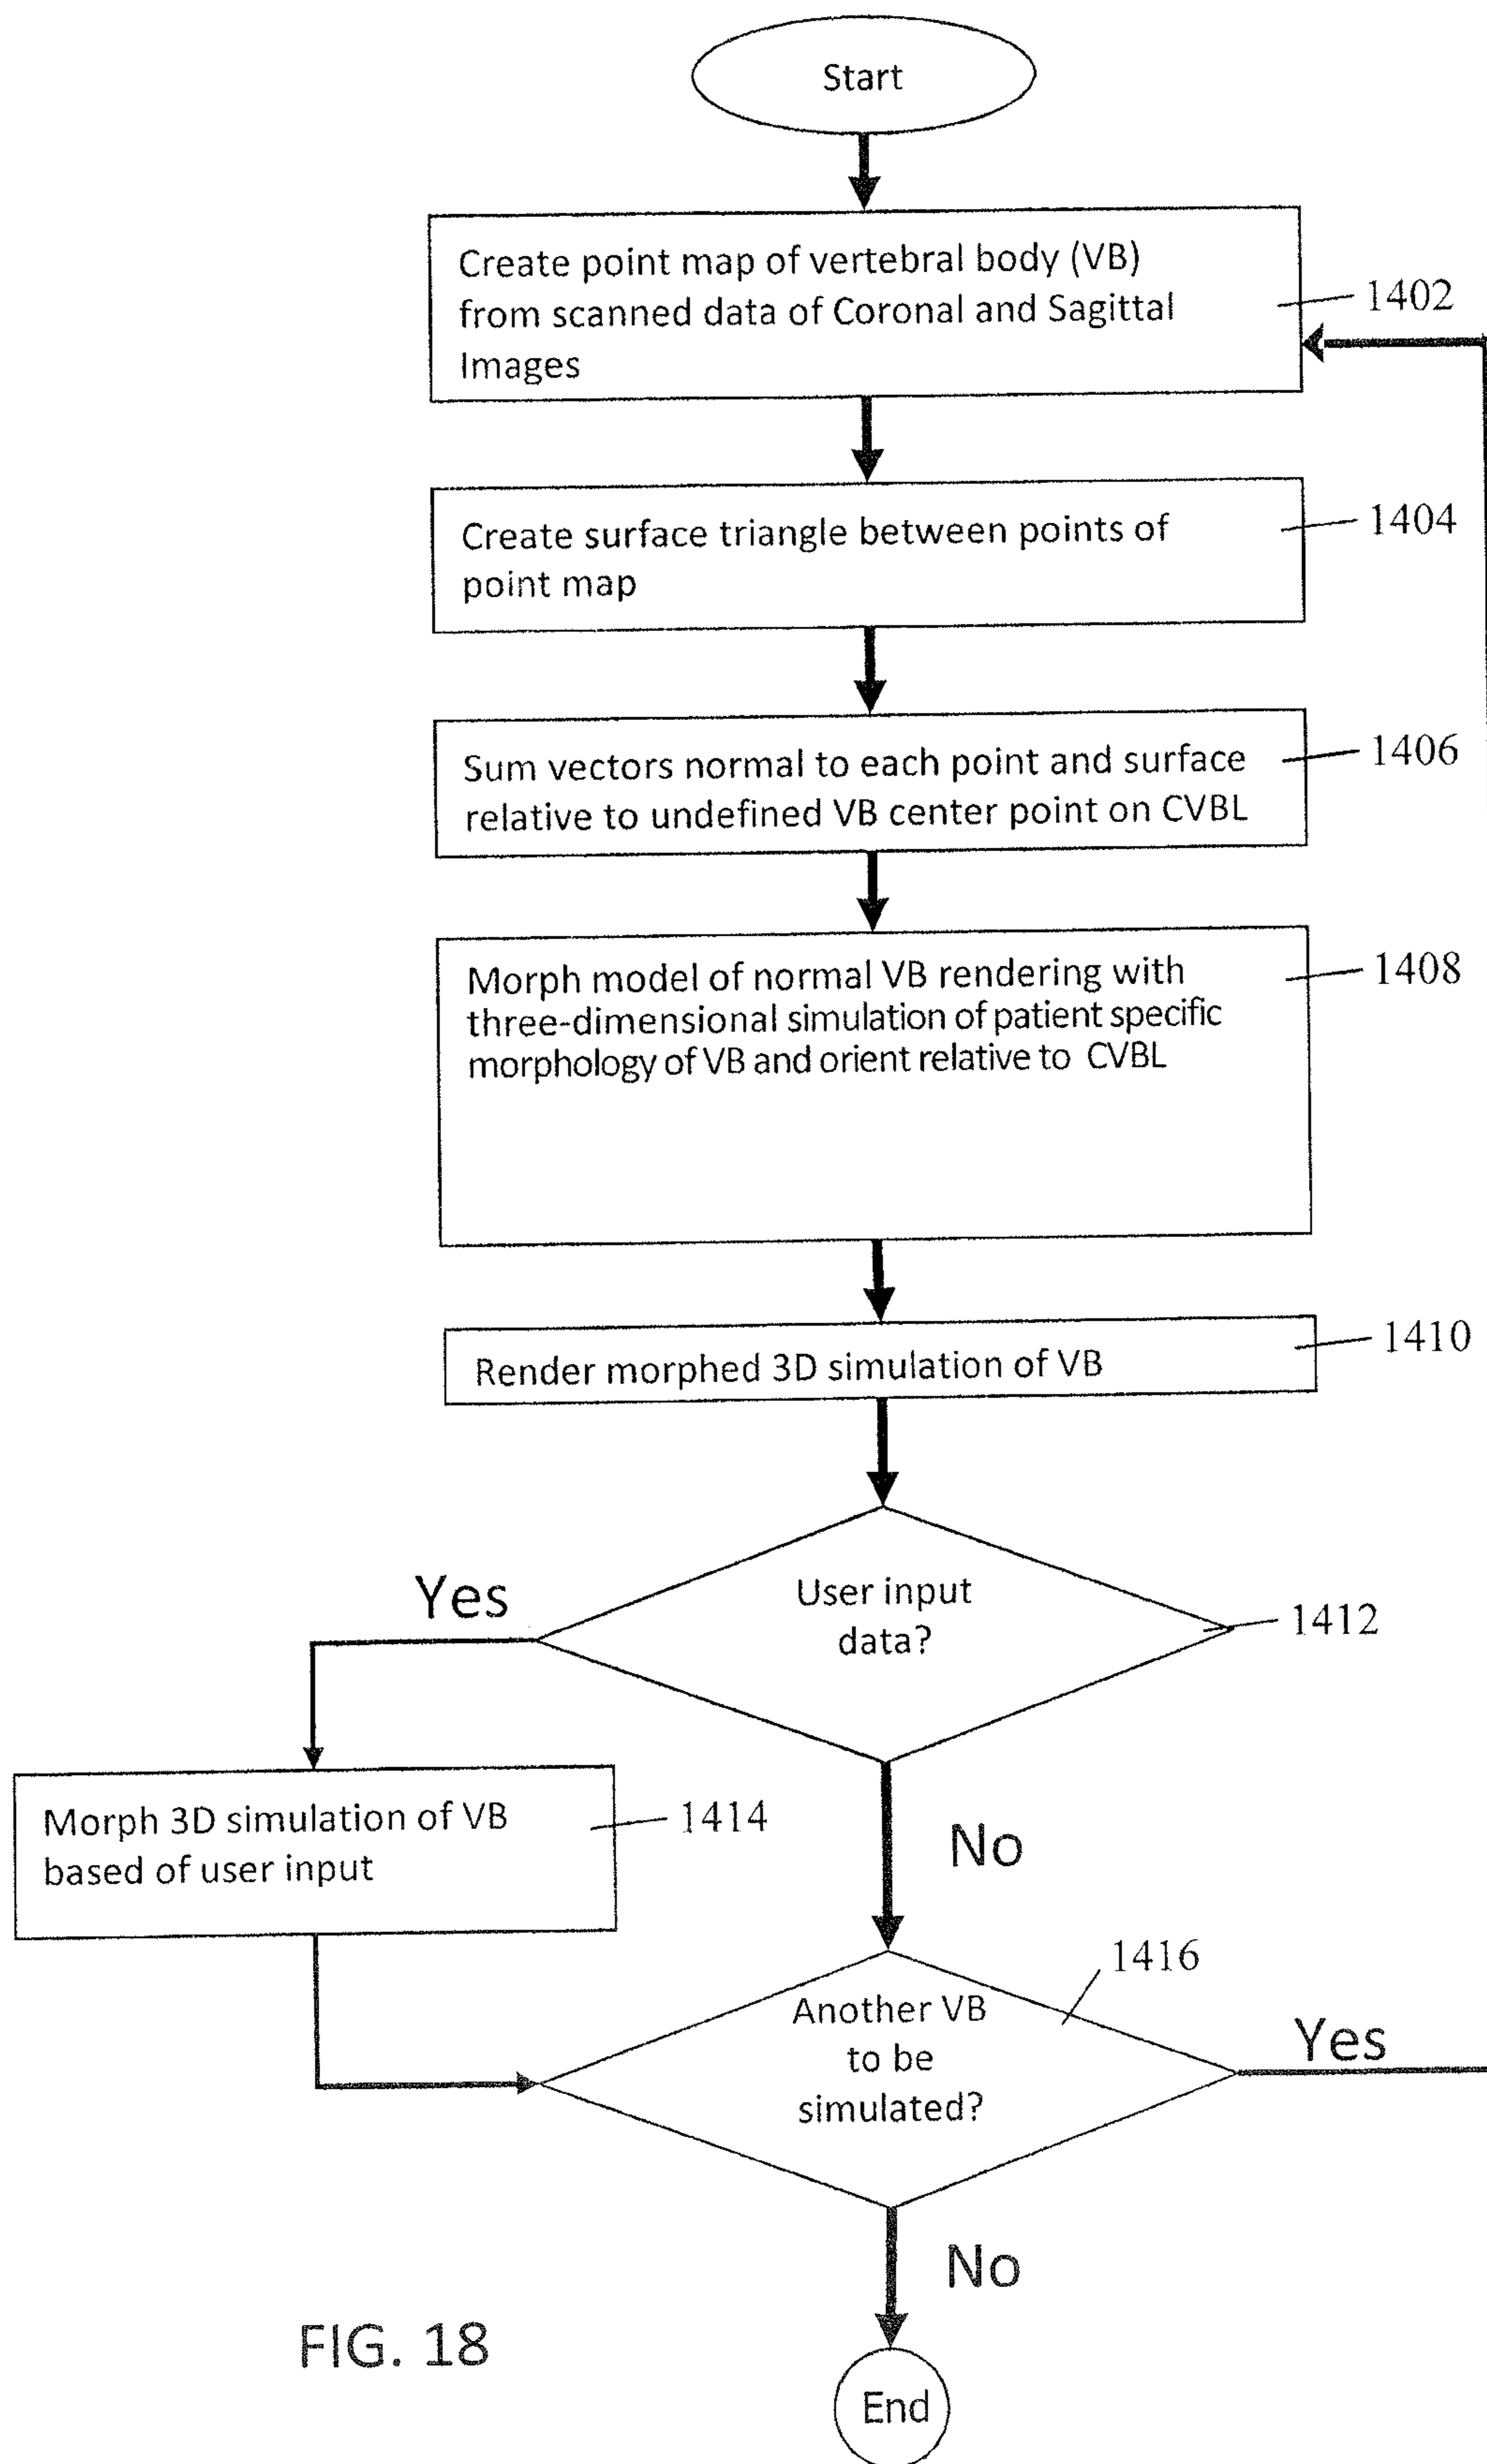 Start
Create point map of vertebral body (VB)
from scanned data of Coronal and Sagittal
Images
1402
Create surface triangle between points of
point map
1404
Sum vectors normal to each point and surface
relative to undefined VB center point on CVBL
1406
Morph model of normal VB rendering with
three-dimensional simulation of patient specific
morphology of VB and orient relative to CVBL
1408
Render morphed 3D simulation of VB
1410
User input
data?
1412
Yes
Morph 3D simulation of VB
based of user input
1414
No
Another VB
to be
simulated?
1416
Yes
No
End
FIG. 18